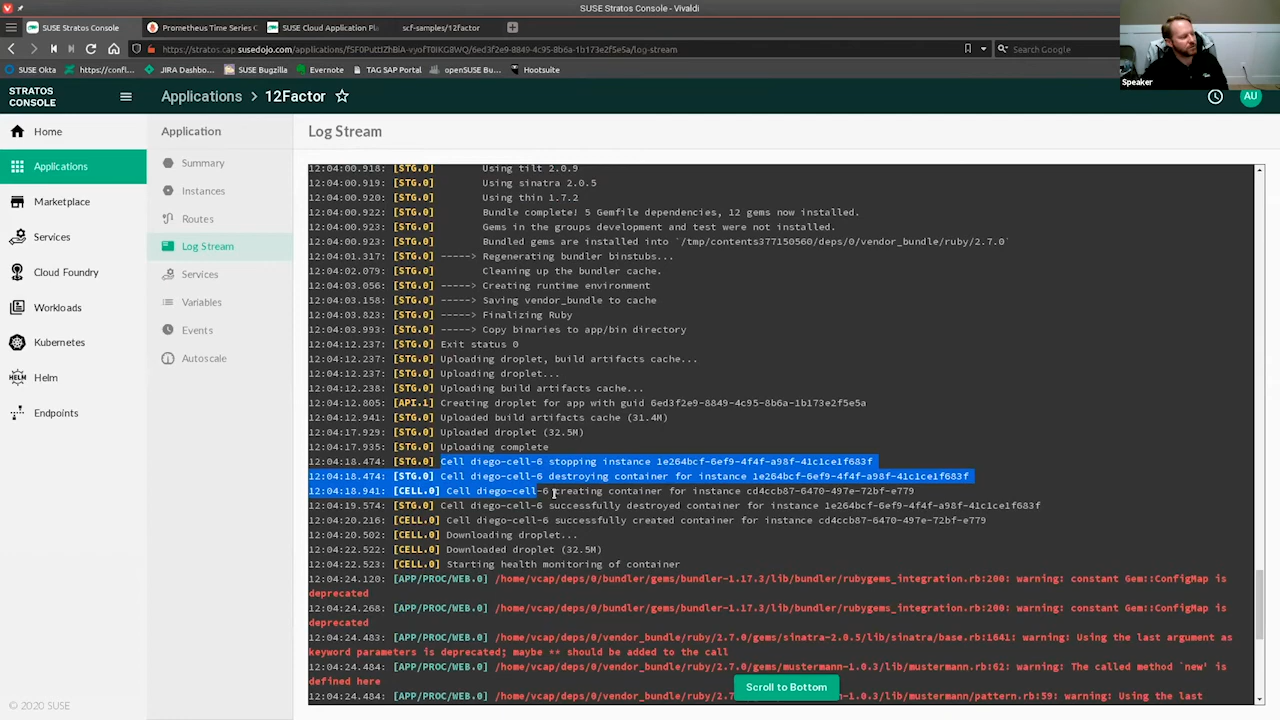 SUSE Stratos Console - Vivaldi
SUSE Stratos Console
Prometheus Time Series C
SUSE Cloud Application Pl
scf-samples/12factor
Search Google
SUSE Okta
https://confl...
JIRA Dashbo...
SUSE Bugzilla
Evernote
TAG SAP Portal
openSUSE Bu...
Hootsuite
Speaker
STRATOS
CONSOLE
Applications > 12Factor
AU
Home
Applications
Marketplace
Services
Cloud Foundry
Workloads
Kubernetes
HELM Helm
Endpoints
© 2020 SUSE
Application
Summary
Instances
Routes
Log Stream
Services
Variables
Events
Autoscale
Log Stream
12:04:00.918: [STG.0] Using tilt 2.0.9
12:04:00.919: [STG.0] Using sinatra 2.0.5
12:04:00.920: [STG.0] Using thin 1.7.2
12:04:00.922: [STG.0] Bundle complete! 5 Gemfile dependencies, 12 gems now installed.
12:04:00.923: [STG.0] Gems in the groups development and test were not installed.
12:04:00.923: [STG.0] Bundled gems are installed into `/tmp/contents377150560/deps/0/vendor_bundle/ruby/2.7.0`
12:04:01.317: [STG.0] -----> Regenerating bundler binstubs...
12:04:02.079: [STG.0] Cleaning up the bundler cache.
12:04:03.056: [STG.0] -----> Creating runtime environment
12:04:03.158: [STG.0] -----> Saving vendor_bundle to cache
12:04:03.823: [STG.0] -----> Finalizing Ruby
12:04:03.993: [STG.0] -----> Copy binaries to app/bin directory
12:04:12.237: [STG.0] Exit status 0
12:04:12.237: [STG.0] Uploading droplet, build artifacts cache...
12:04:12.237: [STG.0] Uploading droplet...
12:04:12.238: [STG.0] Uploading build artifacts cache...
12:04:12.805: [API.1] Creating droplet for app with guid 6ed3f2e9-8849-4c95-8b6a-1b173e2f5e5a
12:04:12.941: [STG.0] Uploaded build artifacts cache (31.4M)
12:04:17.929: [STG.0] Uploaded droplet (32.5M)
12:04:17.935: [STG.0] Uploading complete
12:04:18.474: [STG.0] Cell diego-cell-6 stopping instance 1e264bcf-6ef9-4f4f-a98f-41c1ce1f683f
12:04:18.474: [STG.0] Cell diego-cell-6 destroying container for instance 1e264bcf-6ef9-4f4f-a98f-41c1ce1f683f
12:04:18.941: [CELL.0] Cell diego-cell-6 creating container for instance cd4ccb87-6470-497e-72bf-e779
12:04:19.574: [STG.0] Cell diego-cell-6 successfully destroyed container for instance 1e264bcf-6ef9-4f4f-a98f-41c1ce1f683f
12:04:20.216: [CELL.0] Cell diego-cell-6 successfully created container for instance cd4ccb87-6470-497e-72bf-e779
12:04:20.502: [CELL.0] Downloading droplet...
12:04:22.522: [CELL.0] Downloaded droplet (32.5M)
12:04:22.523: [CELL.0] Starting health monitoring of container
12:04:24.120: [APP/PROC/WEB.0] /home/vcap/deps/0/bundler/gems/bundler-1.17.3/lib/bundler/rubygems_integration.rb:200: warning: constant Gem::ConfigMap is
deprecated
12:04:24.268: [APP/PROC/WEB.0] /home/vcap/deps/0/bundler/gems/bundler-1.17.3/lib/bundler/rubygems_integration.rb:200: warning: constant Gem::ConfigMap is
deprecated
12:04:24.483: [APP/PROC/WEB.0] /home/vcap/deps/0/vendor_bundle/ruby/2.7.0/gems/sinatra-2.0.5/lib/sinatra/base.rb:1641: warning: Using the last argument as
keyword parameters is deprecated; maybe ** should be added to the call
12:04:24.484: [APP/PROC/WEB.0] /home/vcap/deps/0/vendor_bundle/ruby/2.7.0/gems/mustermann-1.0.3/lib/mustermann.rb:62: warning: The called method `new' is
defined here
12:04:24.484: [APP/PROC/WEB.0] /home/vcap/deps/0/vendor_bundle/ruby/2.7 n-1.0.3/lib/mustermann/pattern.rb:59: warning: Using the last
Scroll to Bottom